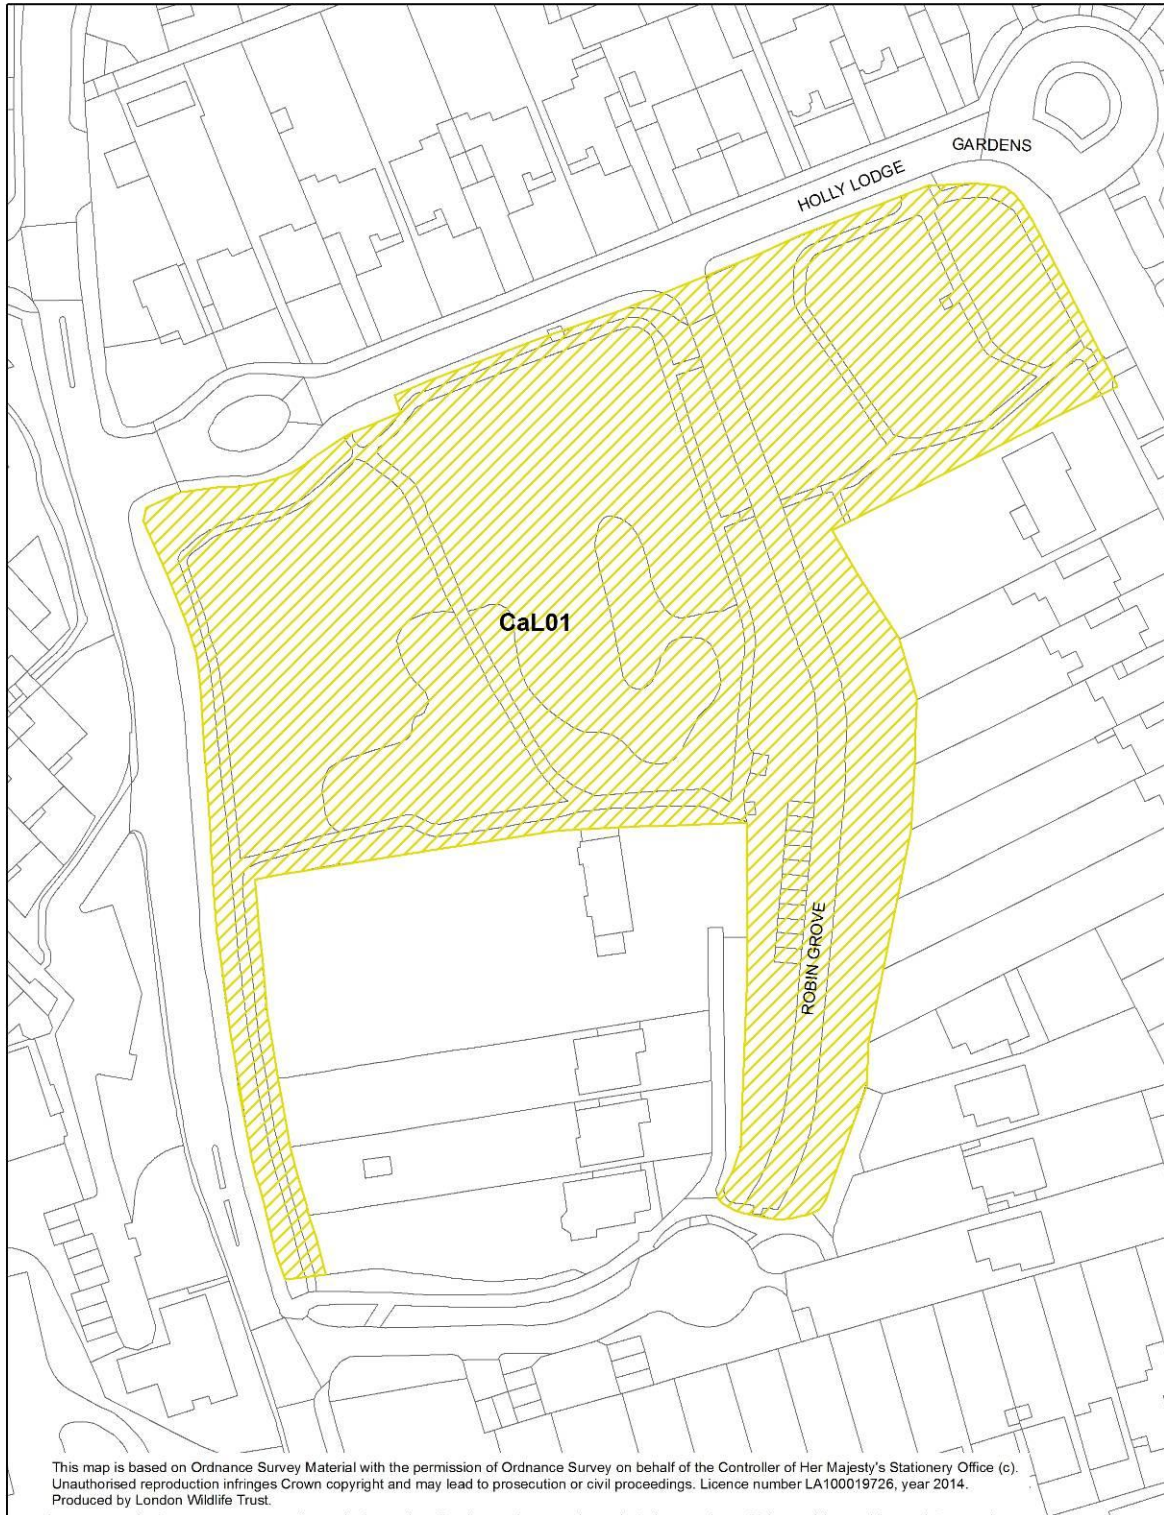 GARDENS
HOLLY LODGE
CaL01
ROBIN GROVE
This map is based on Ordnance Survey Material with the permission of Ordnance Survey on behalf of the Controller of Her Majesty's Stationery Office (c).
Unauthorised reproduction infringes Crown copyright and may lead to prosecution or civil proceedings. Licence number LA100019726, year 2014.
Produced by London Wildlife Trust.